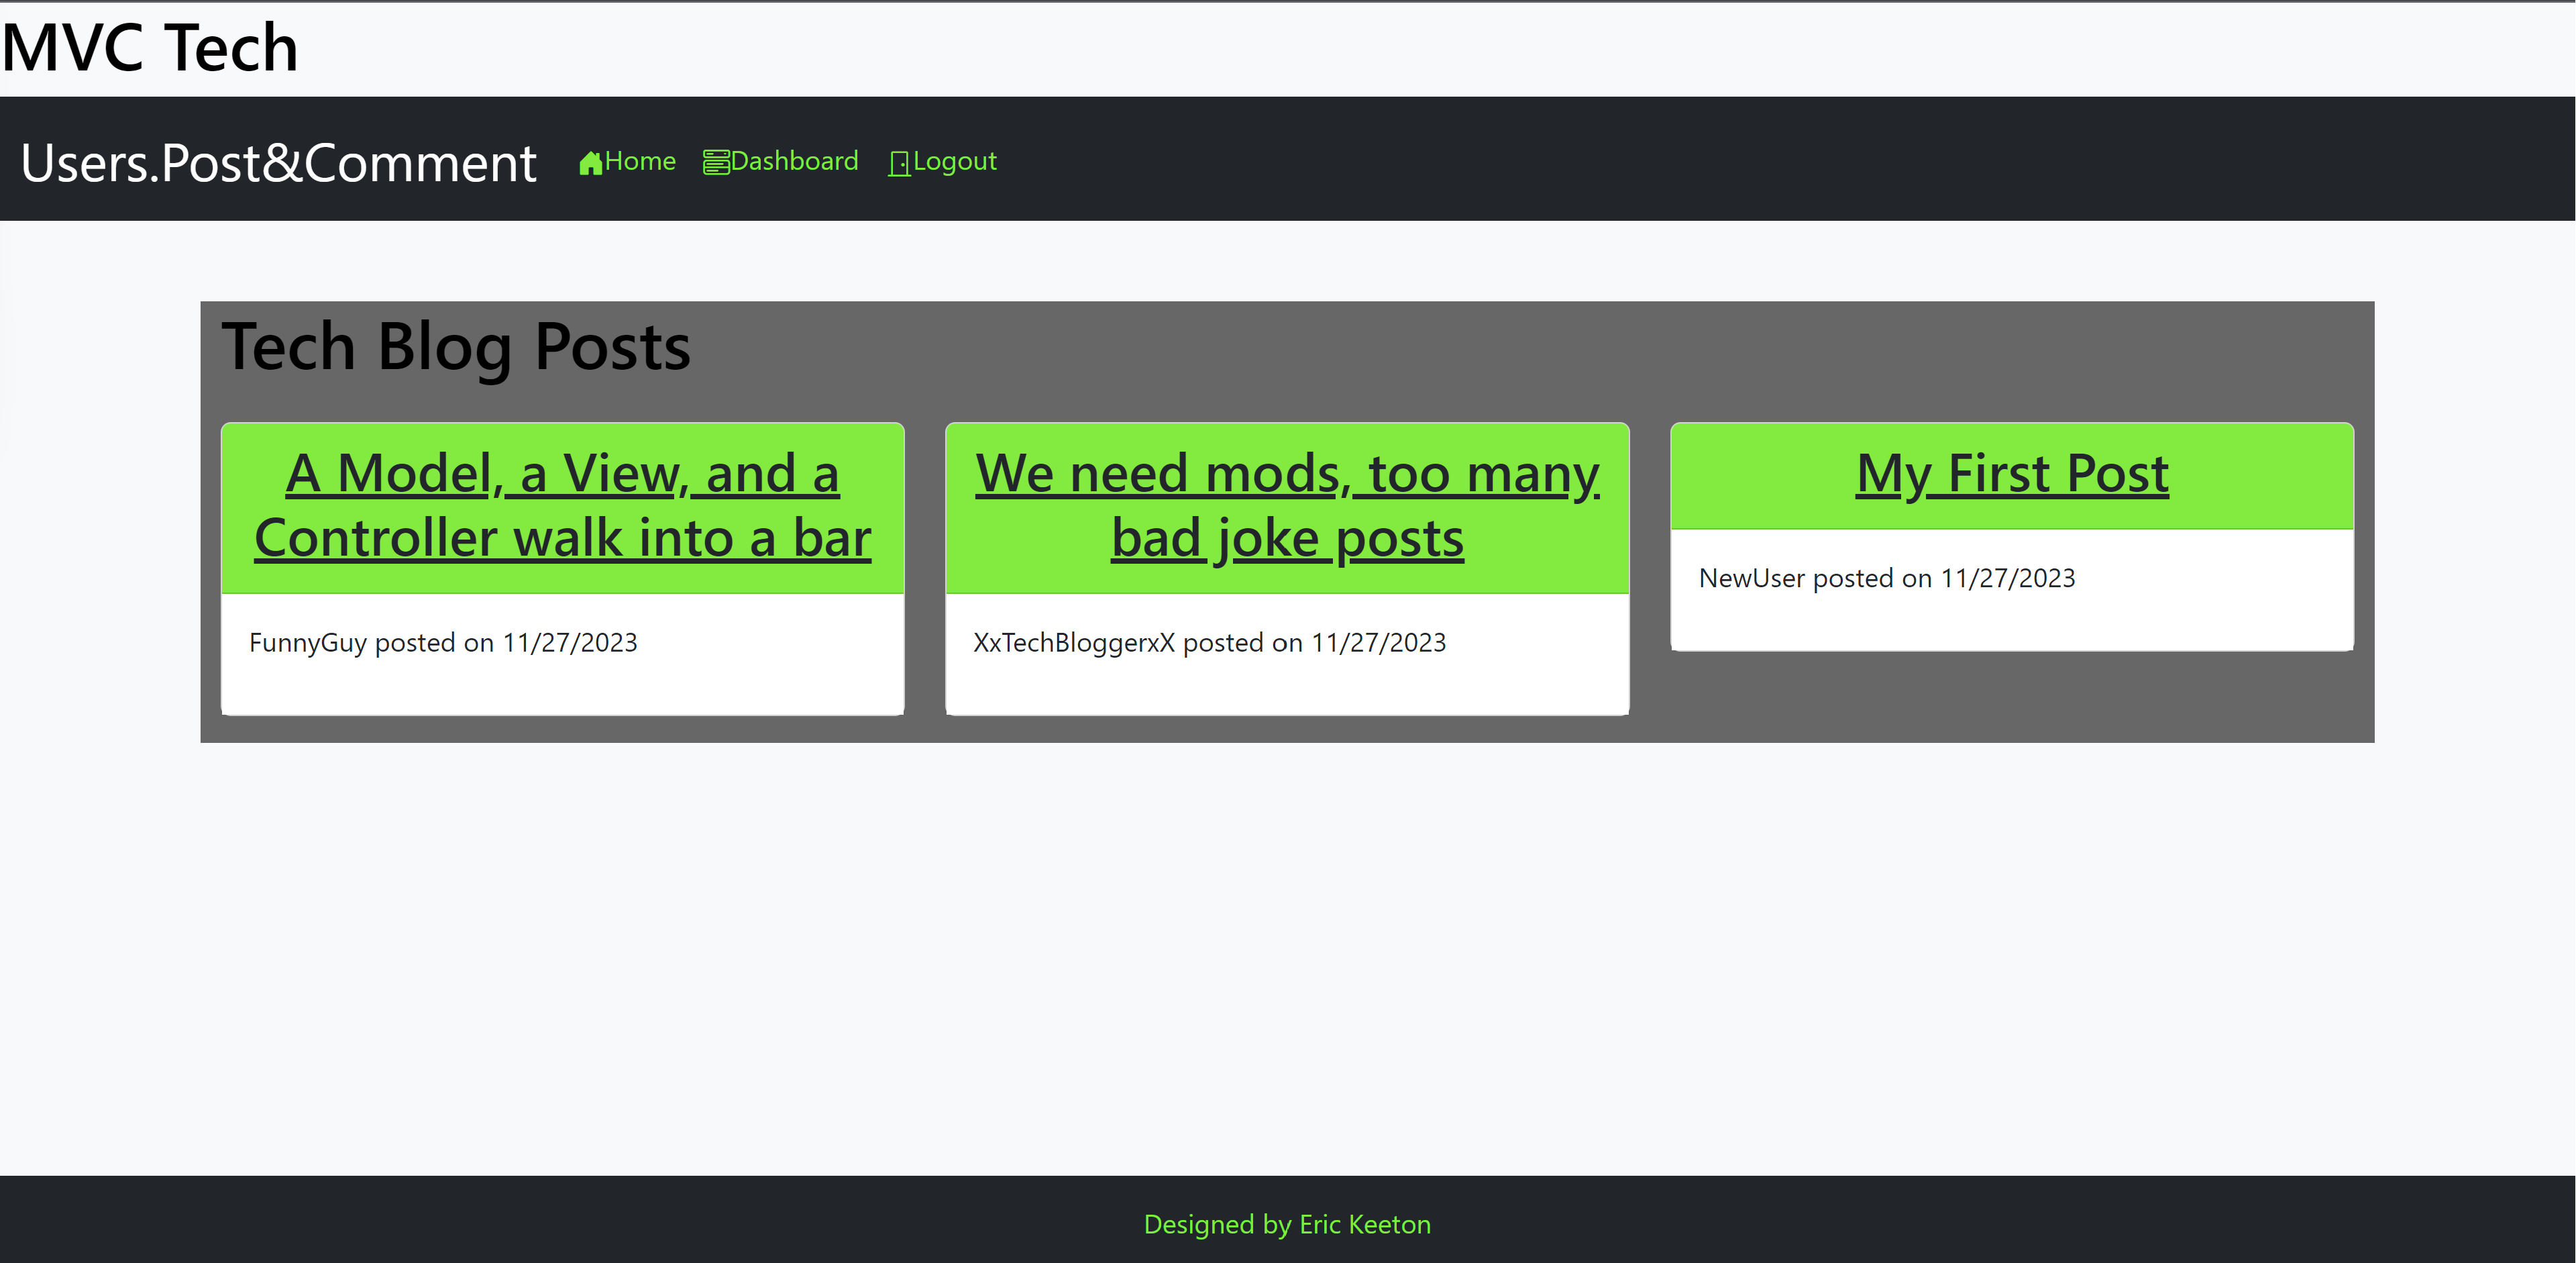 MVC Tech
Users.Post&Comment Home Dashboard Logout
Tech Blog Posts
A Model, a View, and a
Controller walk into a bar
FunnyGuy posted on 11/27/2023
We need mods, too many
bad joke posts
XxTechBloggerxX posted on 11/27/2023
My First Post
NewUser posted on 11/27/2023
Designed by Eric Keeton